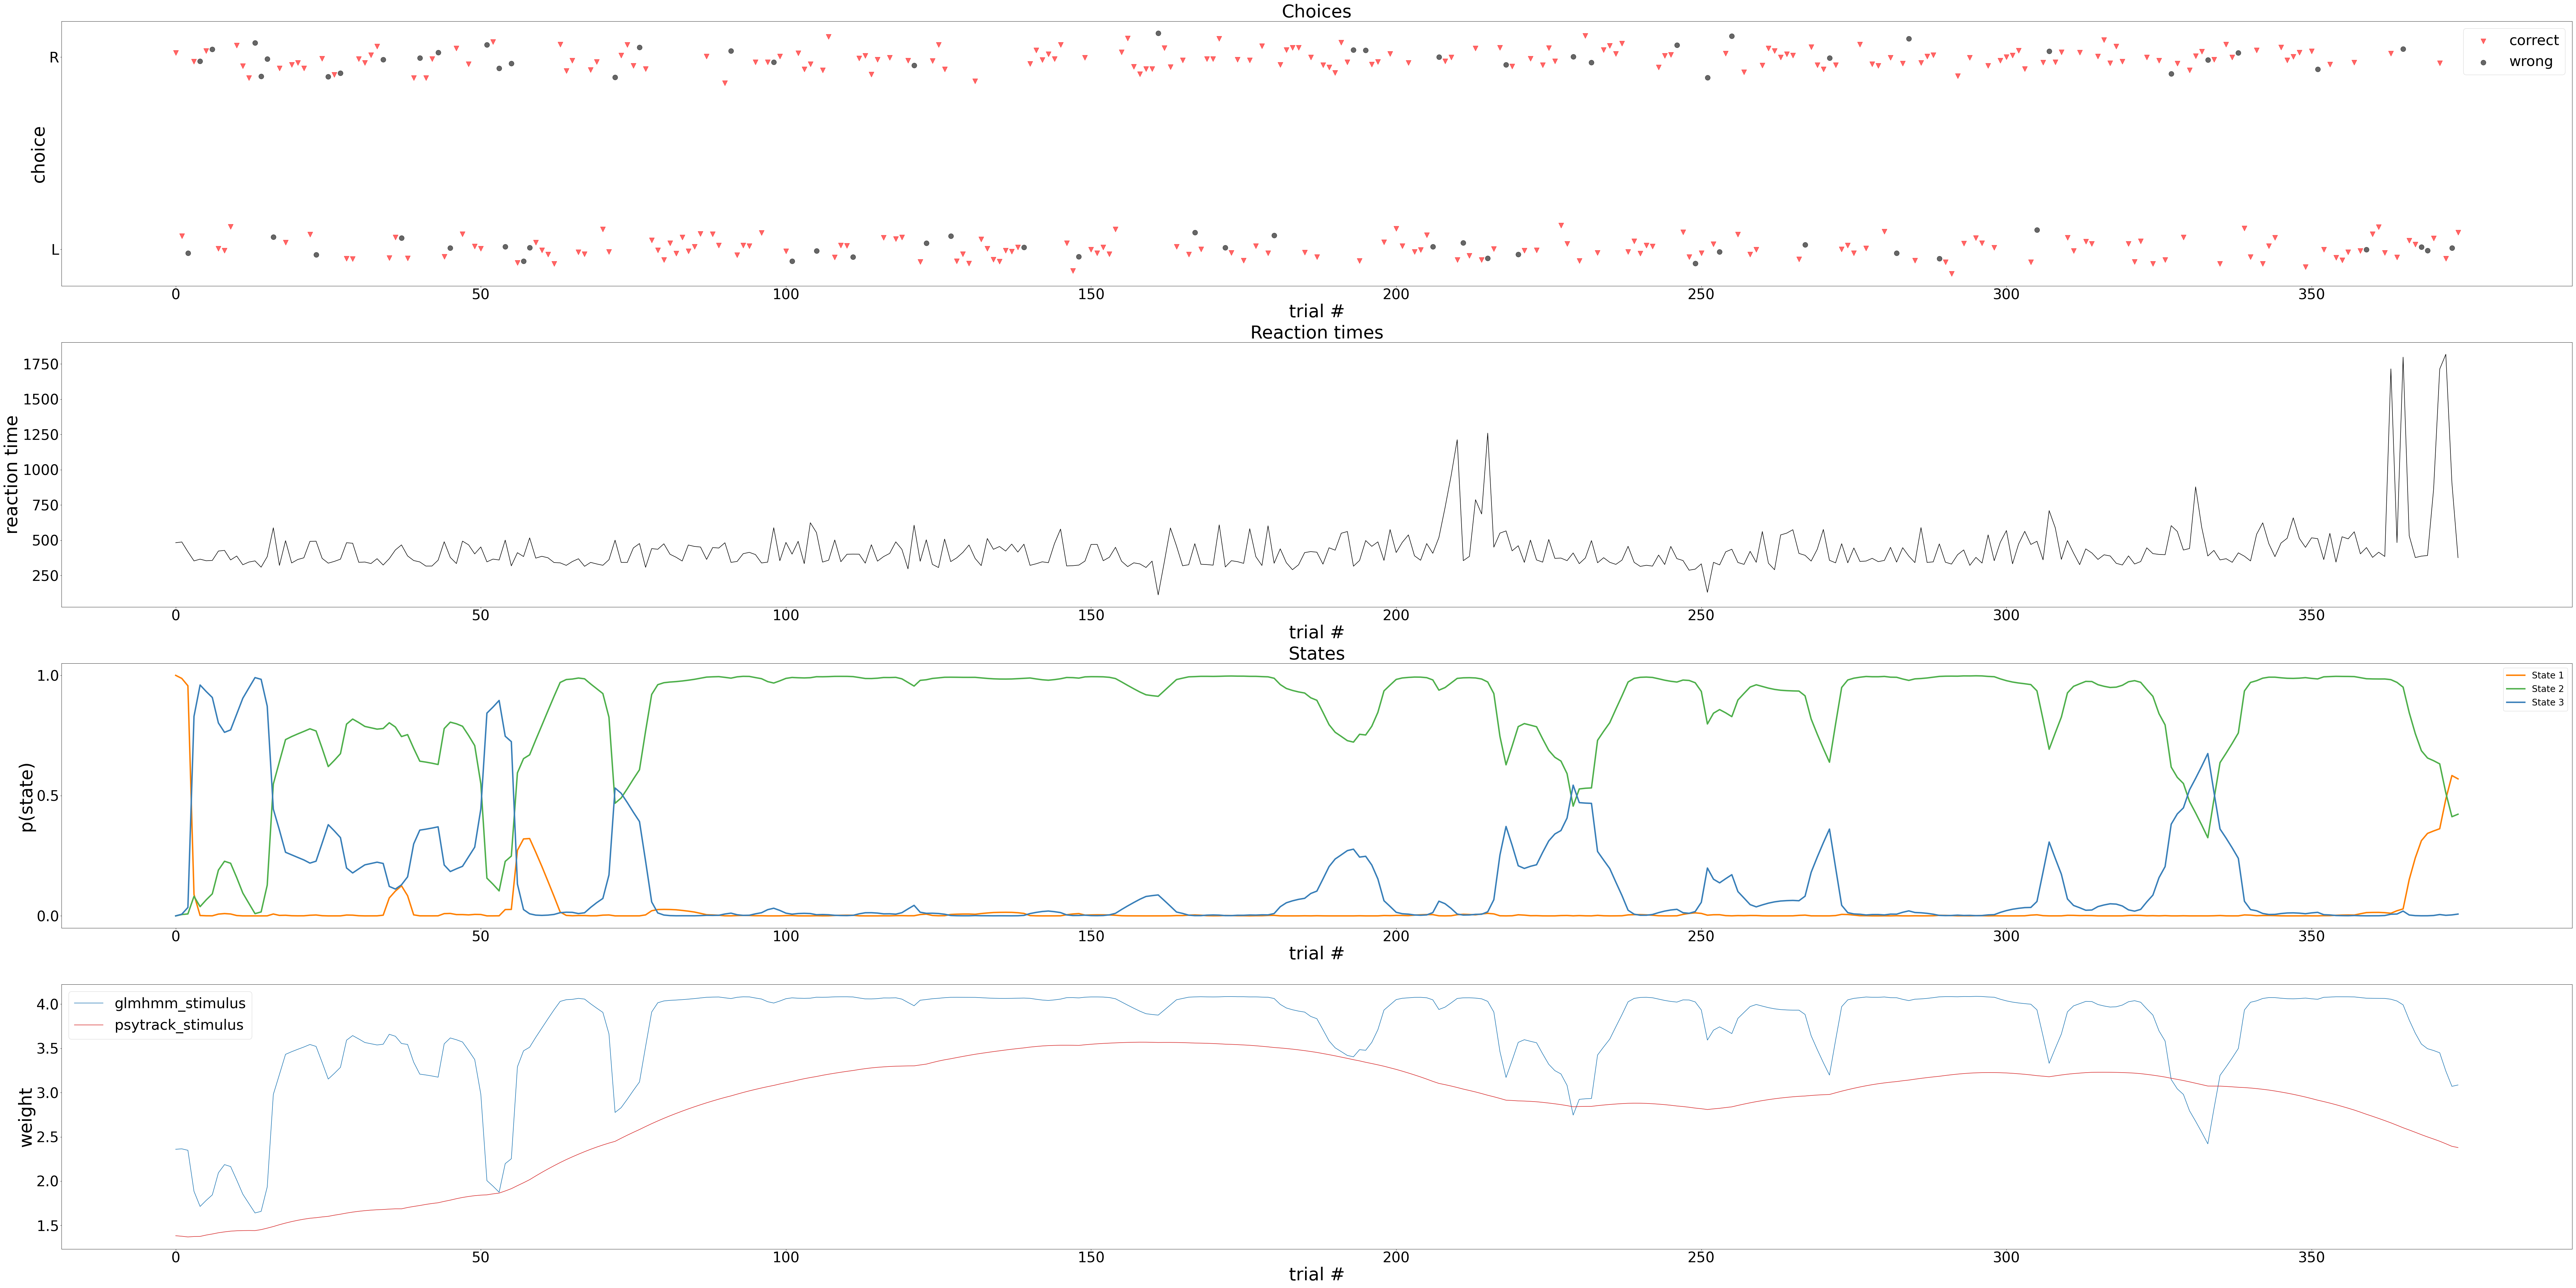 Choices
R
L
choice
correct
wrong
0 50 100 150 200 250 300 350
trial #
Reaction times
1750
1500
1250
1000
750
500
250
reaction time
0 50 100 150 200 250 300 350
trial #
States
1.0
0.5
0.0
p(state)
State 1
State 2
State 3
0 50 100 150 200 250 300 350
trial #
4.0
3.5
3.0
2.5
2.0
1.5
weight
glmhmm_stimulus
psytrack_stimulus
0 50 100 150 200 250 300 350
trial #